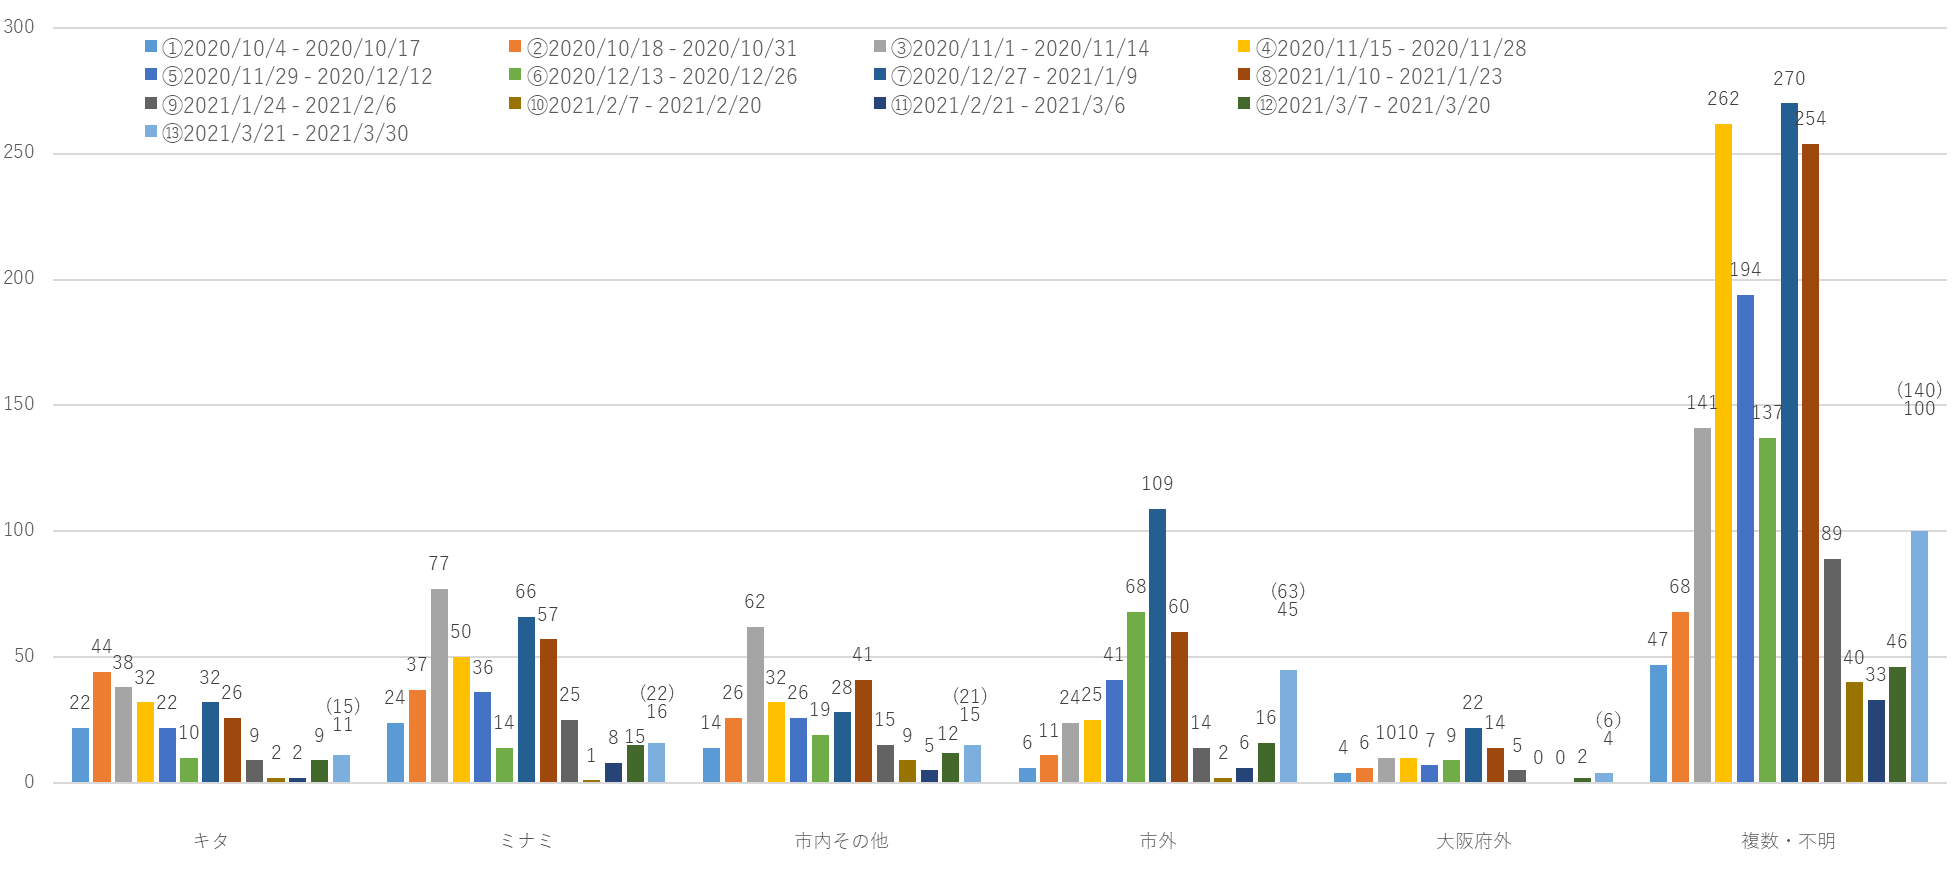 300
250
200
150
100
50
0
①2020/10/4 - 2020/10/17 ②2020/10/18 - 2020/10/31 ③2020/11/1 - 2020/11/14 ④2020/11/15 - 2020/11/28
⑤2020/11/29 - 2020/12/12 ⑥2020/12/13 - 2020/12/26 ⑦2020/12/27 - 2021/1/9 ⑧2021/1/10 - 2021/1/23
⑨2021/1/24 - 2021/2/6 ⑩2021/2/7 - 2021/2/20 ⑪2021/2/21 - 2021/3/6 ⑫2021/3/7 - 2021/3/20
⑬2021/3/21 - 2021/3/30
22 44 38 32 22 10 32 26 9 2 2 9 (15) 11
24 37 77 50 36 14 66 57 25 1 8 15 (22) 16
14 26 62 32 26 19 28 41 15 9 5 12 (21) 15
6 11 24 25 41 68 109 60 14 2 6 16 (63) 45
4 6 10 10 7 9 22 14 5 0 0 2 (6) 4
47 68 141 262 194 137 270 254 89 40 33 46 (140) 100
キタ ミナミ 市内その他 市外 大阪府外 複数・不明